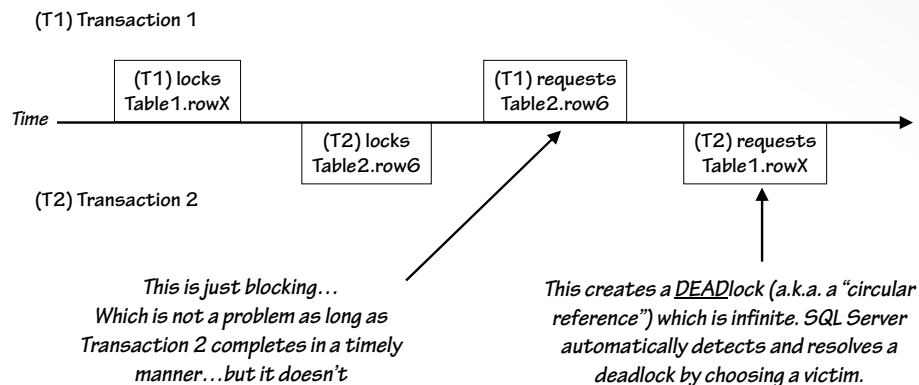 (T1) Transaction 1
(T1) locks
Table1.rowX
(T1) requests
Table2.row6
Time
(T2) locks
Table2.row6
(T2) requests
Table1.rowX
(T2) Transaction 2
This is just blocking…
Which is not a problem as long as
Transaction 2 completes in a timely
manner…but it doesn't
This creates a DEADlock (a.k.a. a “circular
reference”) which is infinite. SQL Server
automatically detects and resolves a
deadlock by choosing a victim.